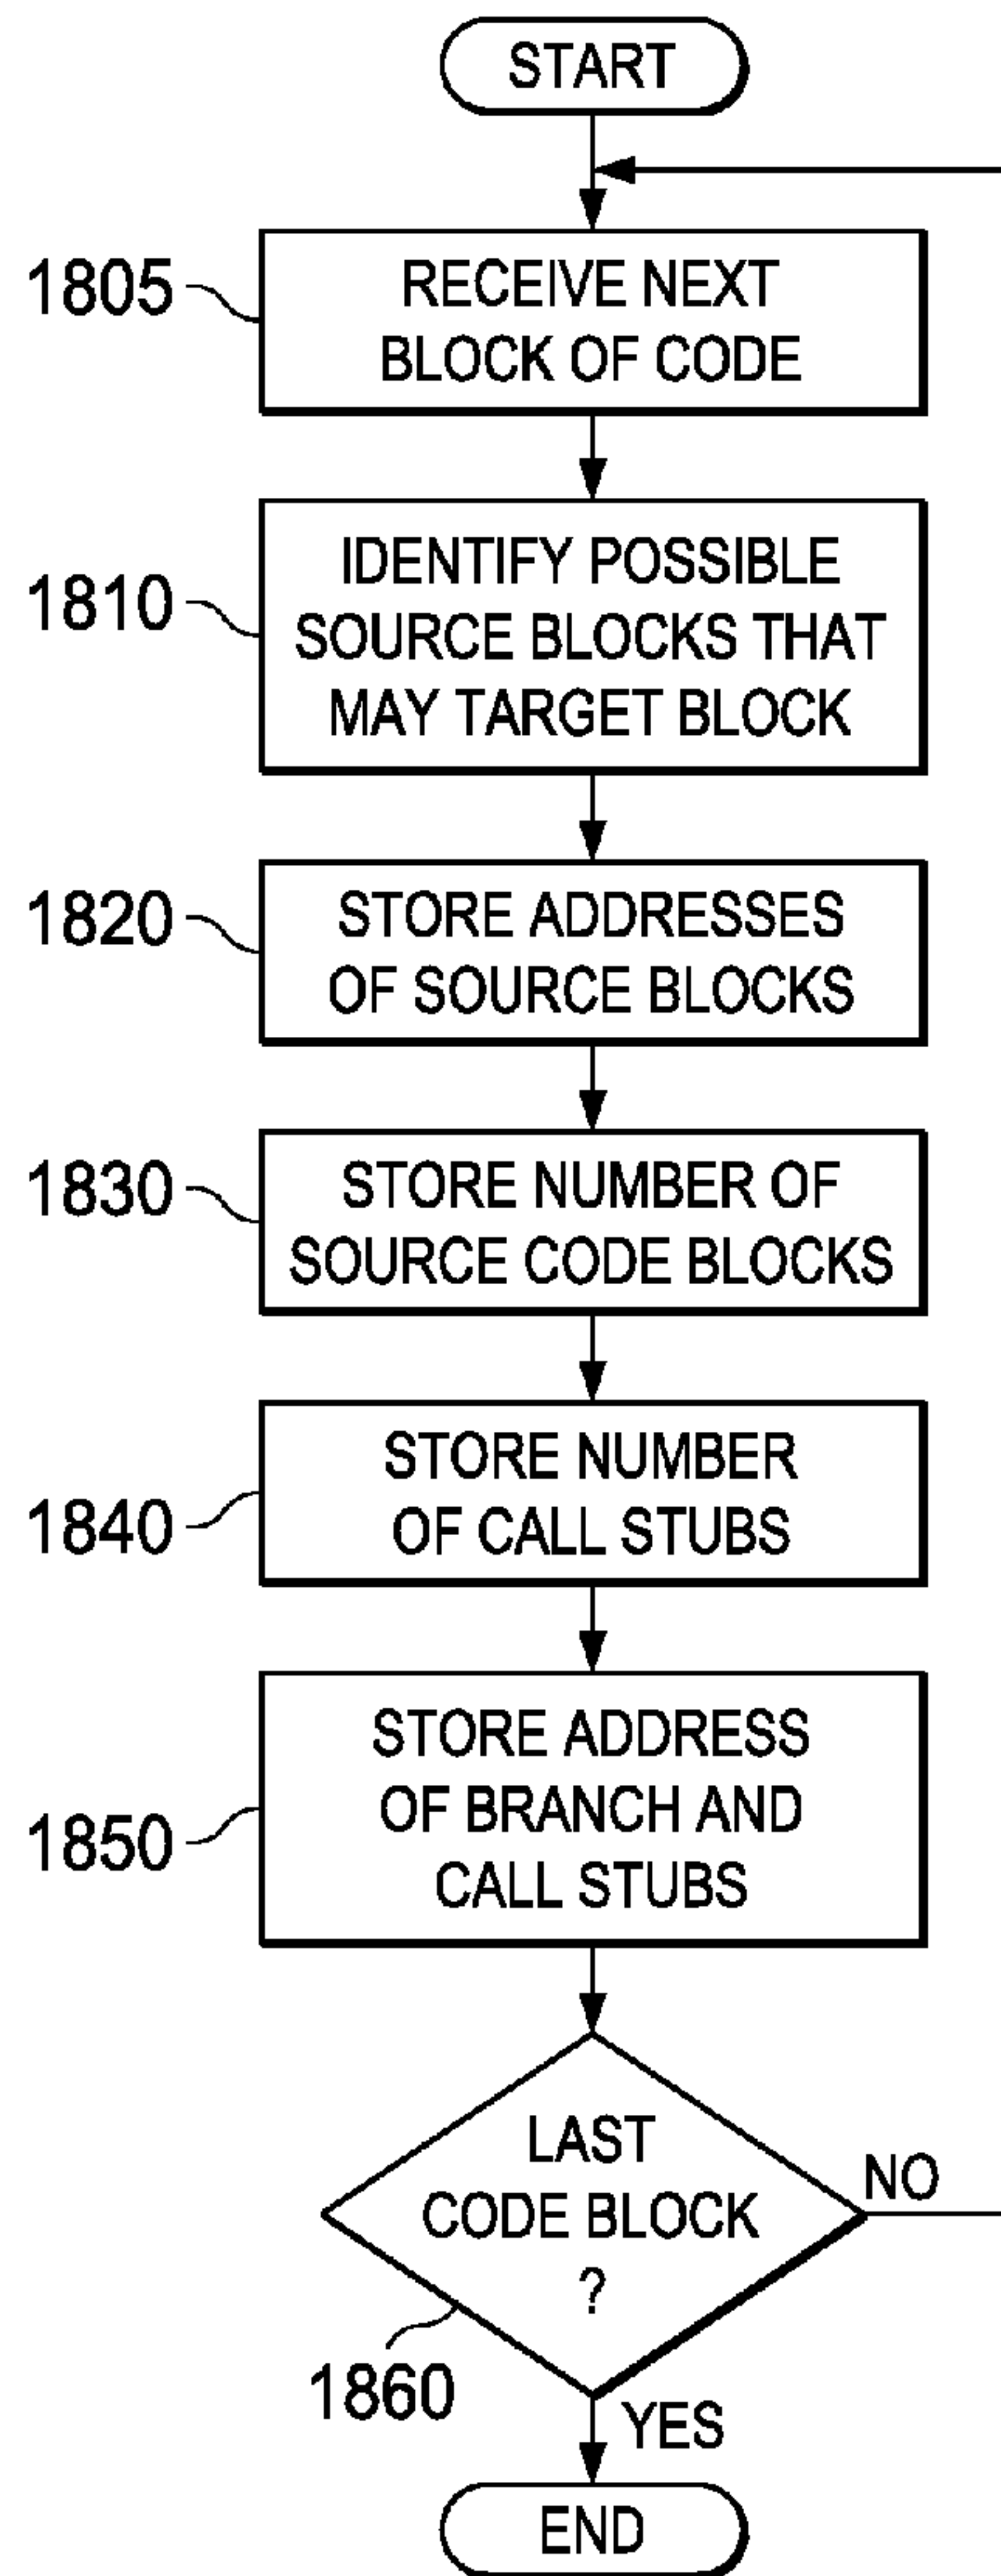 START
1805
RECEIVE NEXT
BLOCK OF CODE
1810
IDENTIFY POSSIBLE
SOURCE BLOCKS THAT
MAY TARGET BLOCK
1820
STORE ADDRESSES
OF SOURCE BLOCKS
1830
STORE NUMBER OF
SOURCE CODE BLOCKS
1840
STORE NUMBER
OF CALL STUBS
1850
STORE ADDRESS
OF BRANCH AND
CALL STUBS
LAST
CODE BLOCK
?
NO
1860
YES
END